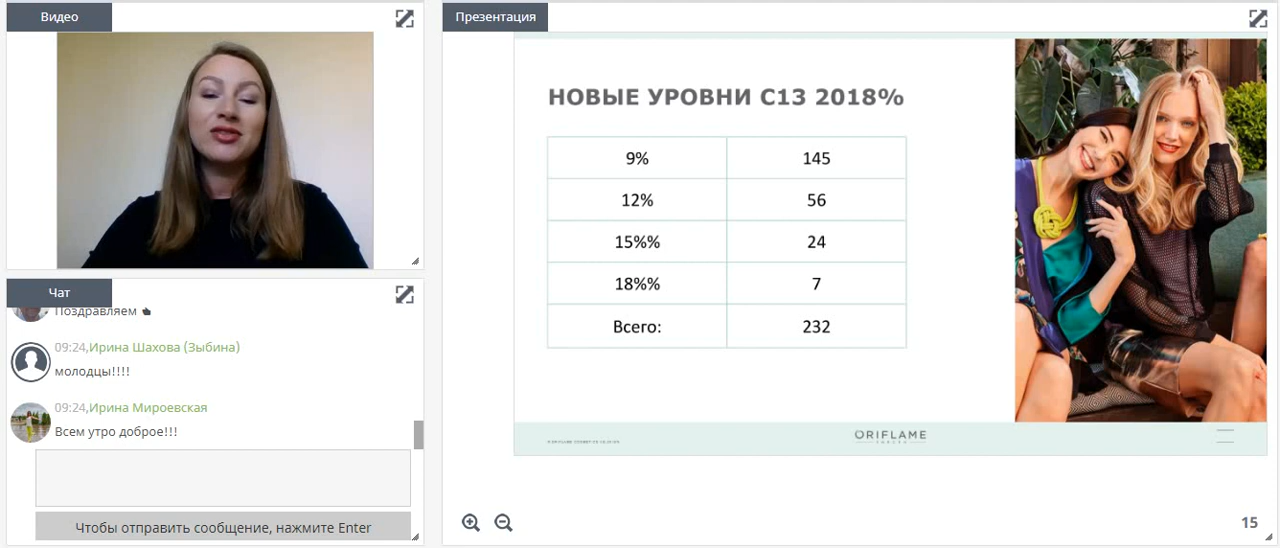 Видео
Чат
Поздравляем
09:24,Ирина Шахова (Зыбина)
молодцы!!!!
09:24,Ирина Мироевская
Всем утро доброе!!!
Чтобы отправить сообщение, нажмите Enter
Презентация
НОВЫЕ УРОВНИ С13 2018%
9% 145
12% 56
15%% 24
18%% 7
Всего: 232
ORIFLAME
SWEDEN
15